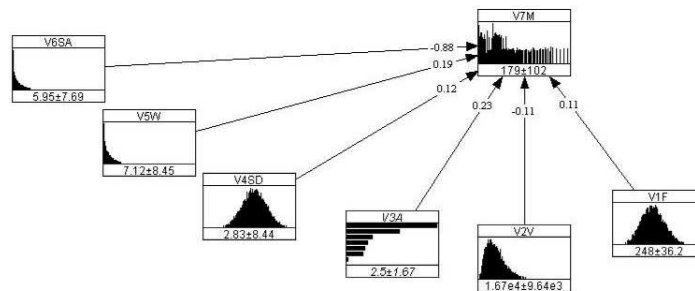 V7M
179±102
V6SA
5.95±7.69
-0.88
0.19
0.12
0.23
-0.11
0.11
V5W
7.12±8.45
V4SD
2.83±8.44
V3A
2.5±1.67
V2V
1.67e4±9.64e3
V1F
248±36.2